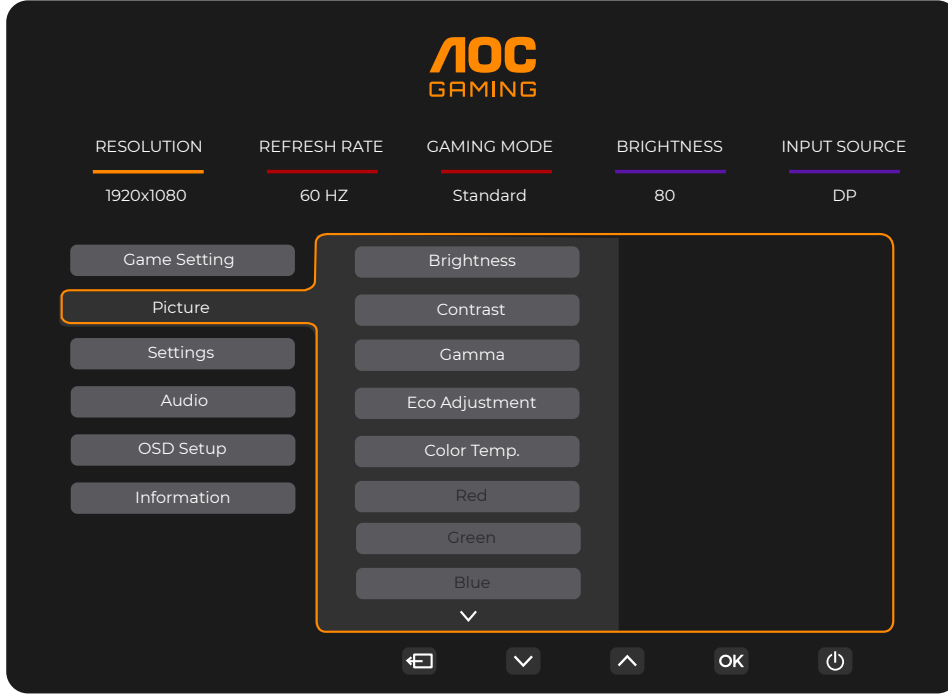 AOC
GAMING
RESOLUTION REFRESH RATE GAMING MODE BRIGHTNESS INPUT SOURCE
1920x1080 60 HZ Standard 80 DP
Game Setting
Picture
Settings
Audio
OSD Setup
Information
Brightness
Contrast
Gamma
Eco Adjustment
Color Temp.
Red
Green
Blue
OK